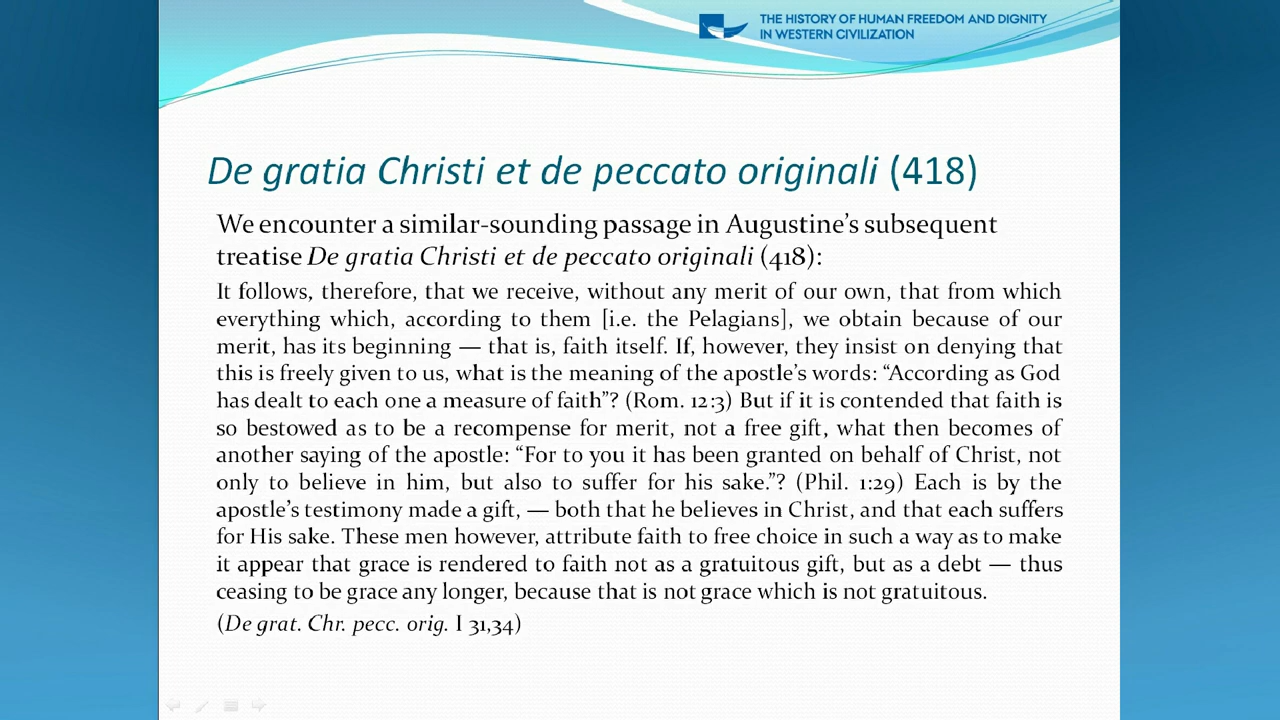 THE HISTORY OF HUMAN FREEDOM AND DIGNITY
IN WESTERN CIVILIZATION
De gratia Christi et de peccato originali (418)
We encounter a similar-sounding passage in Augustine’s subsequent
treatise De gratia Christi et de peccato originali (418):
It follows, therefore, that we receive, without any merit of our own, that from which
everything which, according to them [i.e. the Pelagians], we obtain because of our
merit, has its beginning — that is, faith itself. If, however, they insist on denying that
this is freely given to us, what is the meaning of the apostle’s words: “According as God
has dealt to each one a measure of faith”? (Rom. 12:3) But if it is contended that faith is
so bestowed as to be a recompense for merit, not a free gift, what then becomes of
another saying of the apostle: “For to you it has been granted on behalf of Christ, not
only to believe in him, but also to suffer for his sake.”? (Phil. 1:29) Each is by the
apostle’s testimony made a gift, — both that he believes in Christ, and that each suffers
for His sake. These men however, attribute faith to free choice in such a way as to make
it appear that grace is rendered to faith not as a gratuitous gift, but as a debt — thus
ceasing to be grace any longer, because that is not grace which is not gratuitous.
(De grat. Chr. pecc. orig. I 31,34)